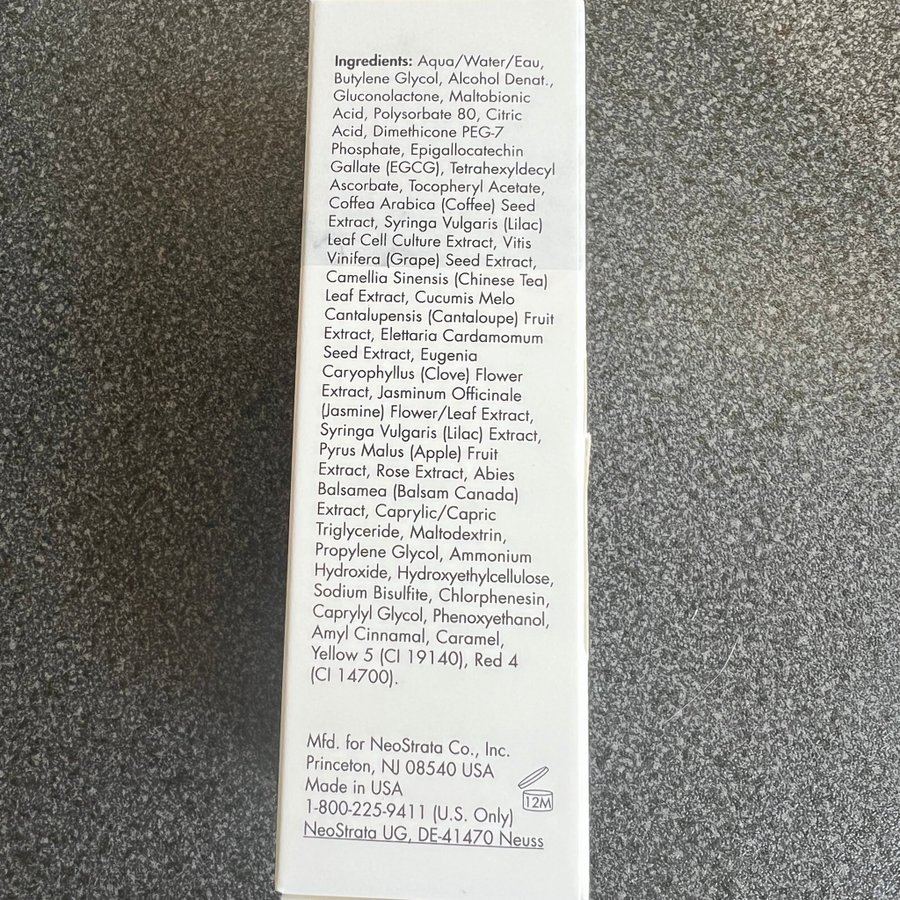 Ingredients: Aqua/Water/Eau,
Butylene Glycol, Alcohol Denat.,
Gluconolactone, Maltobionic
Acid, Polysorbate 80, Citric
Acid, Dimethicone PEG-7
Phosphate, Epigallocatechin
Gallate (EGCG), Tetrahexyldecyl
Ascorbate, Tocopheryl Acetate,
Coffea Arabica (Coffee) Seed
Extract, Syringa Vulgaris (Lilac)
Leaf Cell Culture Extract, Vitis
Vinifera (Grape) Seed Extract,
Camellia Sinensis (Chinese Tea)
Leaf Extract, Cucumis Melo
Cantalupensis (Cantaloupe) Fruit
Extract, Elettaria Cardamomum
Seed Extract, Eugenia
Caryophyllus (Clove) Flower
Extract, Jasminum Officinale
(Jasmine) Flower/Leaf Extract,
Syringa Vulgaris (Lilac) Extract,
Pyrus Malus (Apple) Fruit
Extract, Rose Extract, Abies
Balsamea (Balsam Canada)
Extract, Caprylic/Capric
Triglyceride, Maltodextrin,
Propylene Glycol, Ammonium
Hydroxide, Hydroxyethylcellulose,
Sodium Bisulfite, Chlorphenesin,
Caprylyl Glycol, Phenoxyethanol,
Amyl Cinnamal, Caramel,
Yellow 5 (CI 19140), Red 4
(CI 14700).
Mfd. for NeoStrata Co., Inc.
Princeton, NJ 08540 USA
Made in USA
1-800-225-9411 (U.S. Only)
NeoStrata UG, DE-41470 Neuss
12M